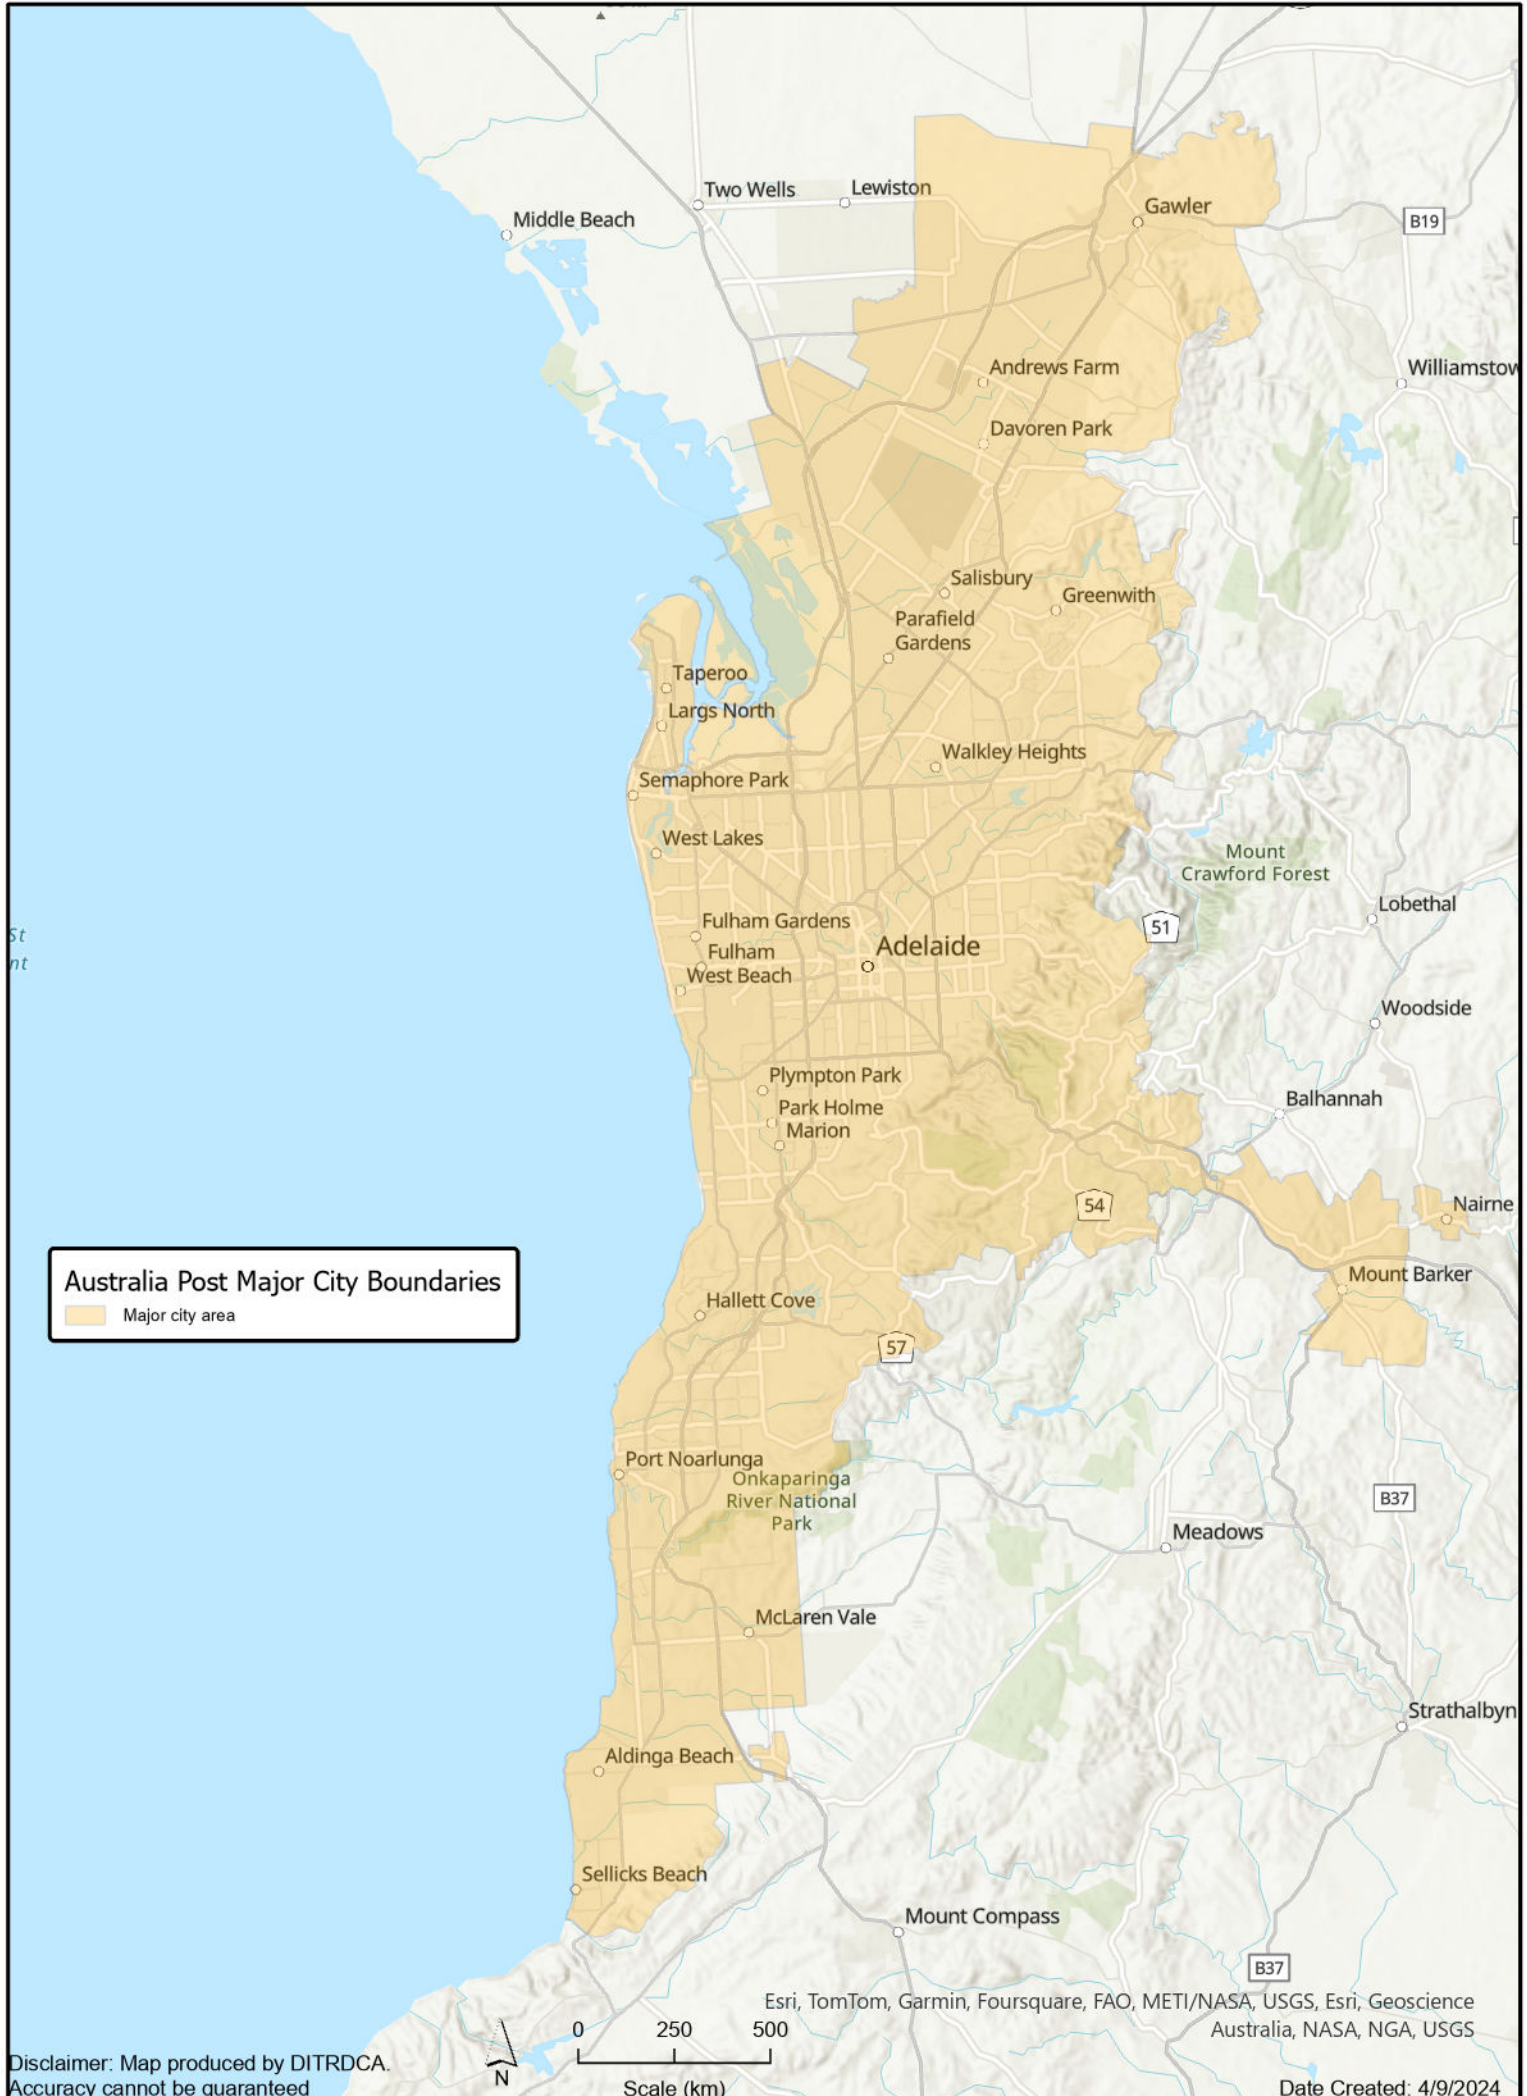 Two Wells
Lewiston
Middle Beach
Gawler
B19
Andrews Farm
Williamstow
Davoren Park
Salisbury
Greenwith
Parafield
Gardens
Taperoo
Largs North
Walkley Heights
Semaphore Park
West Lakes
Mount
Crawford Forest
Lobethal
Fulham Gardens
51
St
nt
Adelaide
Fulham
West Beach
Woodside
Plympton Park
Balhannah
Park Holme
Marion
54
Nairne
Australia Post Major City Boundaries
Major city area
Mount Barker
Hallett Cove
57
Port Noarlunga
Onkaparinga
River National
Park
B37
Meadows
McLaren Vale
Strathalbyn
Aldinga Beach
Sellicks Beach
Mount Compass
B37
Esri, TomTom, Garmin, Foursquare, FAO, METI/NASA, USGS, Esri, Geoscience
Australia, NASA, NGA, USGS
0 250 500
N
Scale (km)
Disclaimer: Map produced by DITRDCA.
Accuracy cannot be guaranteed
Date Created: 4/9/2024